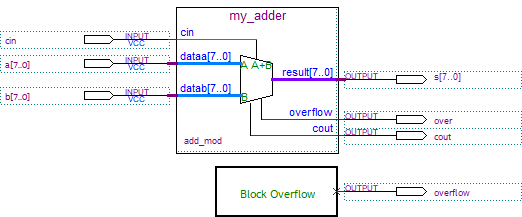 my_adder
cin INPUT VCC cin
a[7..0] INPUT VCC dataa[7..0] A A+B result[7..0] OUTPUT s[7..0]
b[7..0] INPUT VCC datab[7..0] B
overflow OUTPUT over
cout OUTPUT cout
add_mod
Block Overflow OUTPUT overflow